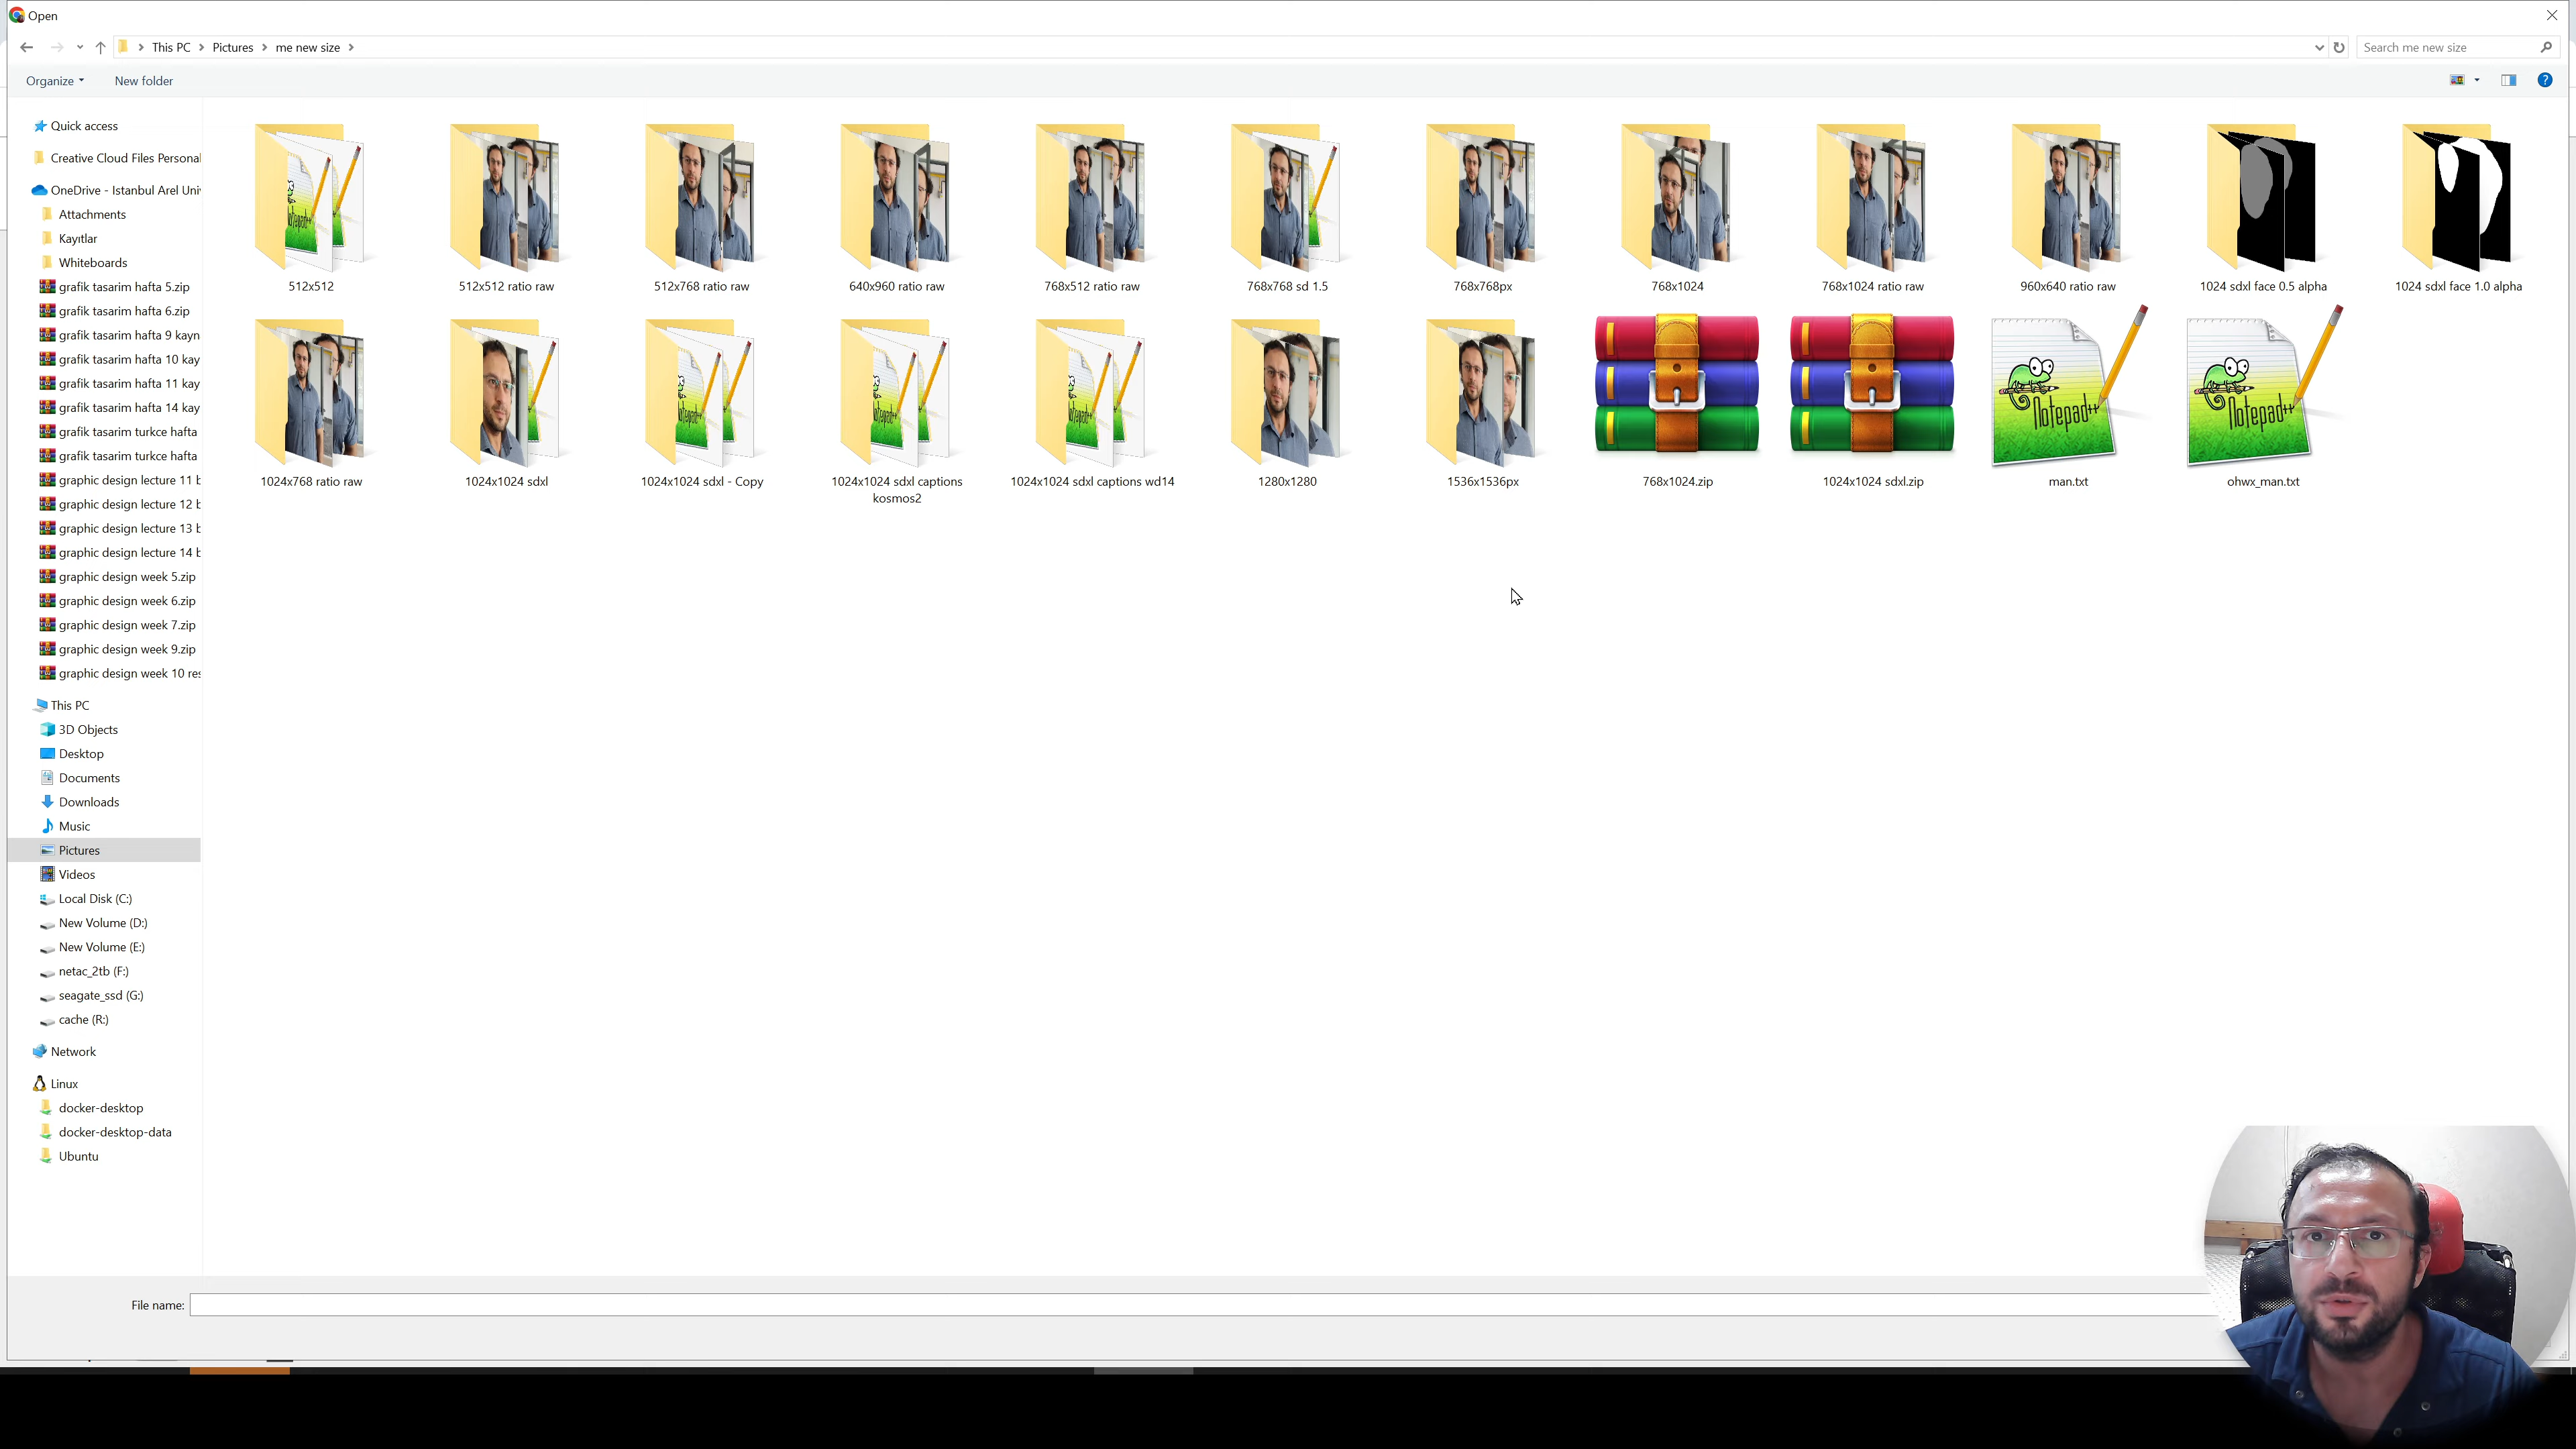 Open
This PC
Pictures
me new size
Search me new size
Organize
New folder
Quick access
Creative Cloud Files Personal
OneDrive - Istanbul Arel Uni
Attachments
Kayıtlar
Whiteboards
grafik tasarim hafta 5.zip
grafik tasarim hafta 6.zip
grafik tasarim hafta 9 kayn
grafik tasarim hafta 10 kay
grafik tasarim hafta 11 kay
grafik tasarim hafta 14 kay
grafik tasarim turkce hafta
grafik tasarim turkce hafta
graphic design lecture 11 b
graphic design lecture 12 b
graphic design lecture 13 b
graphic design lecture 14 b
graphic design week 5.zip
graphic design week 6.zip
graphic design week 7.zip
graphic design week 9.zip
graphic design week 10 res
This PC
3D Objects
Desktop
Documents
Downloads
Music
Pictures
Videos
Local Disk (C:)
New Volume (D:)
New Volume (E:)
netac_2tb (F:)
seagate_ssd (G:)
cache (R:)
Network
Linux
docker-desktop
docker-desktop-data
Ubuntu
512x512
512x512 ratio raw
512x768 ratio raw
640x960 ratio raw
768x512 ratio raw
768x768 sd 1.5
768x768px
768x1024
768x1024 ratio raw
960x640 ratio raw
1024 sdxl face 0.5 alpha
1024 sdxl face 1.0 alpha
Notepad++
Notepad++
1024x768 ratio raw
1024x1024 sdxl
1024x1024 sdxl - Copy
1024x1024 sdxl captions
kosmos2
1024x1024 sdxl captions wd14
1280x1280
1536x1536px
768x1024.zip
1024x1024 sdxl.zip
man.txt
ohwx_man.txt
File name: